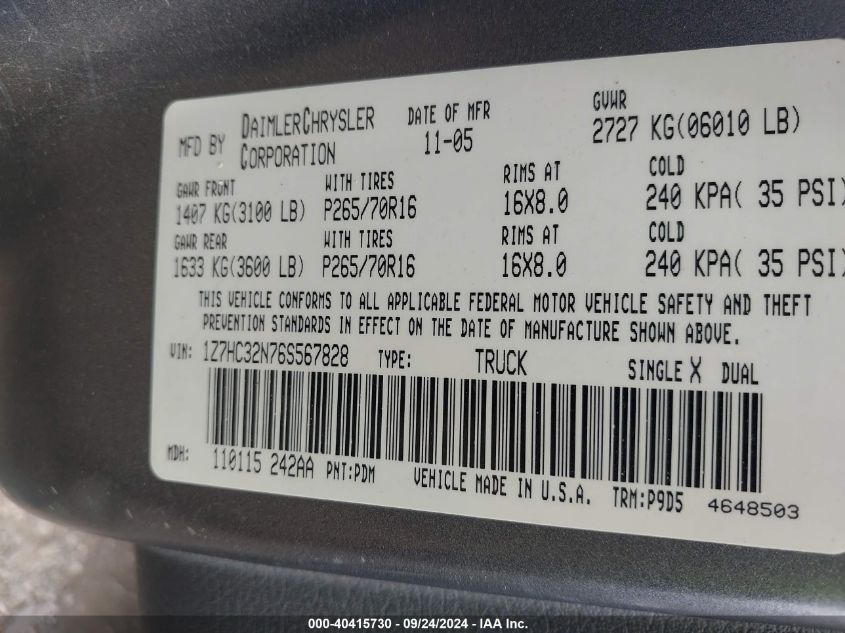 MFD BY DAIMLERCHRYSLER CORPORATION
DATE OF MFR 11-05
GVWR 2727 KG(06010 LB)
GAWR FRONT WITH TIRES RIMS AT COLD
1407 KG(3100 LB) P265/70R16 16X8.0 240 KPA( 35 PSI)
GAWR REAR WITH TIRES RIMS AT COLD
1633 KG(3600 LB) P265/70R16 16X8.0 240 KPA( 35 PSI)
THIS VEHICLE CONFORMS TO ALL APPLICABLE FEDERAL MOTOR VEHICLE SAFETY AND THEFT
PREVENTION STANDARDS IN EFFECT ON THE DATE OF MANUFACTURE SHOWN ABOVE.
VIN: 1Z7HC32N76S567828 TYPE: TRUCK SINGLE X DUAL
MDH: 110115 242AA PNT:PDM VEHICLE MADE IN U.S.A. TRM:P9D5 4648503
000-40415730 - 09/24/2024 - IAA Inc.